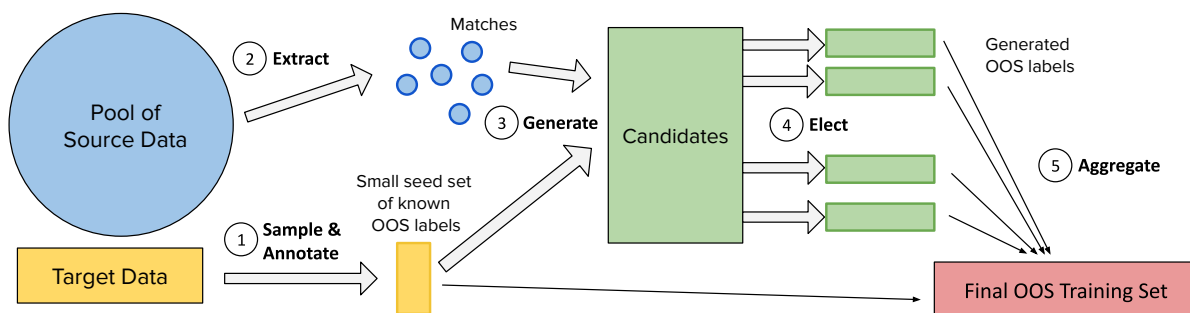 Pool of
Source Data
Target Data
1
Sample &
Annotate
2
Extract
Matches
Small seed set
of known
OOS labels
3
Generate
Candidates
4
Elect
Generated
OOS labels
5
Aggregate
Final OOS Training Set